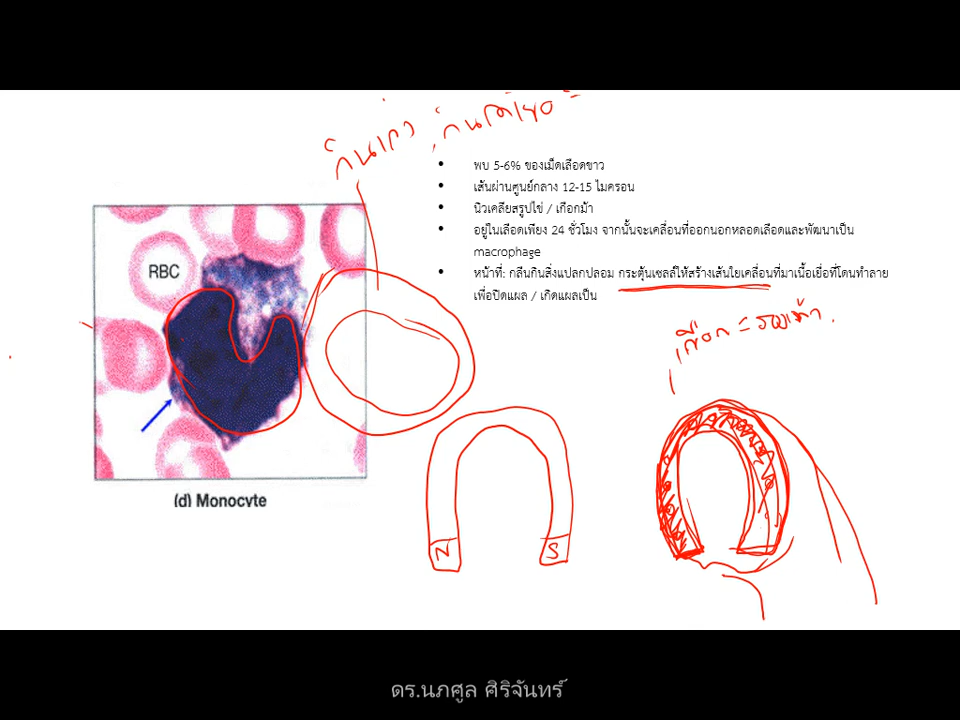 กินเก่ง, กินได้เยอะ
พบ 5-6% ของเม็ดเลือดขาว
เส้นผ่านศูนย์กลาง 12-15 ไมครอน
นิวเคลียสรูปไข่ / เกือกม้า
อยู่ในเลือดเพียง 24 ชั่วโมง จากนั้นจะเคลื่อนที่ออกนอกหลอดเลือดและพัฒนาเป็น
macrophage
หน้าที่: กลืนกินสิ่งแปลกปลอม กระตุ้นเซลล์ให้สร้างเส้นใยเคลื่อนที่มาเนื้อเยื่อที่โดนทำลาย
เพื่อปิดแผล / เกิดแผลเป็น
RBC
(d) Monocyte
เกือก = รองเท้า
N S
ดร.นภศูล ศิริจันทร์